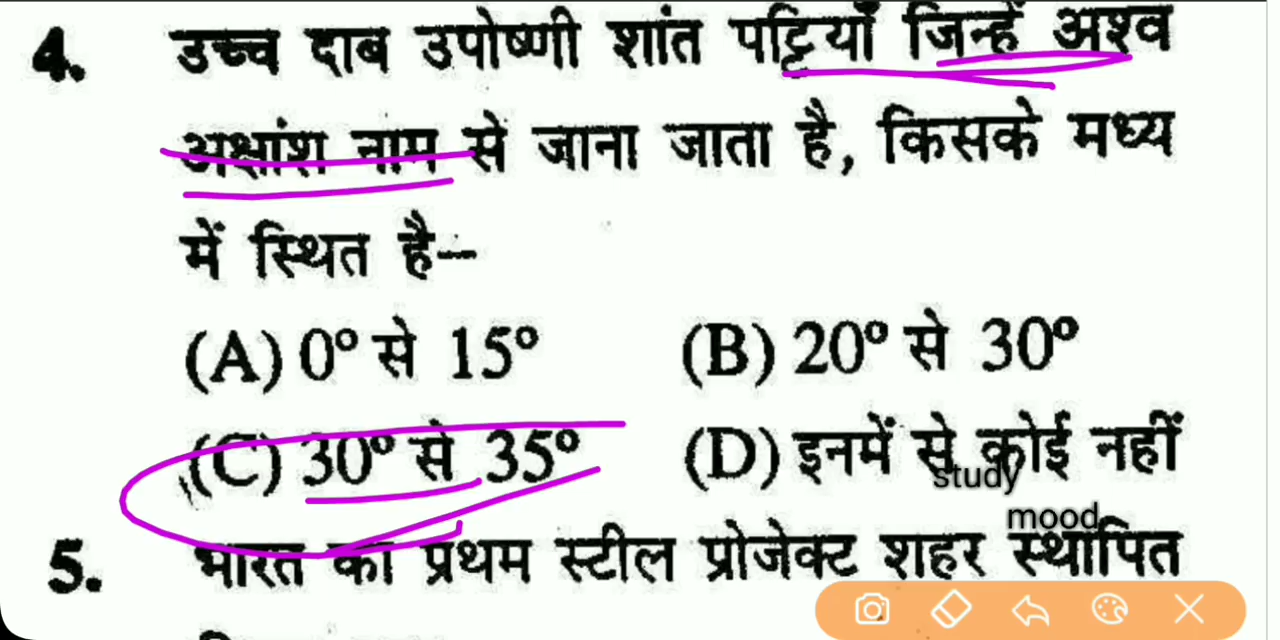 4. उच्च दाब उपोष्णी शांत पट्टियाँ जिन्हें अश्व
अक्षांश नाम से जाना जाता है, किसके मध्य
में स्थित है–
(A) 0° से 15° (B) 20° से 30°
(C) 30° से 35° (D) इनमें से कोई नहीं
study
mood
5. भारत का प्रथम स्टील प्रोजेक्ट शहर स्थापित